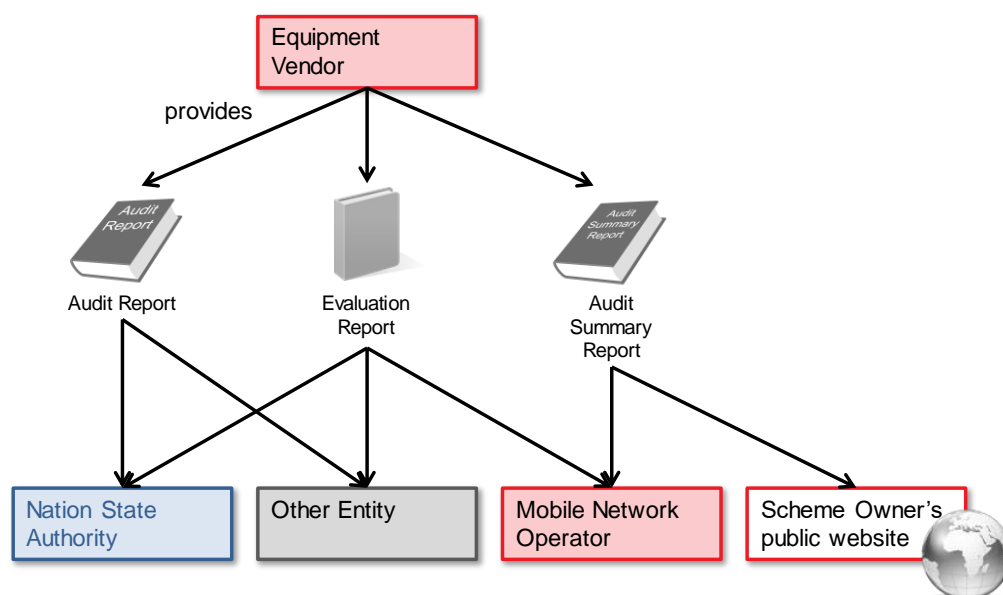 Equipment
Vendor
provides
Audit
Report
Audit
Summary
Report
Audit Report
Evaluation
Report
Audit
Summary
Report
Nation State
Authority
Other Entity
Mobile Network
Operator
Scheme Owner's
public website